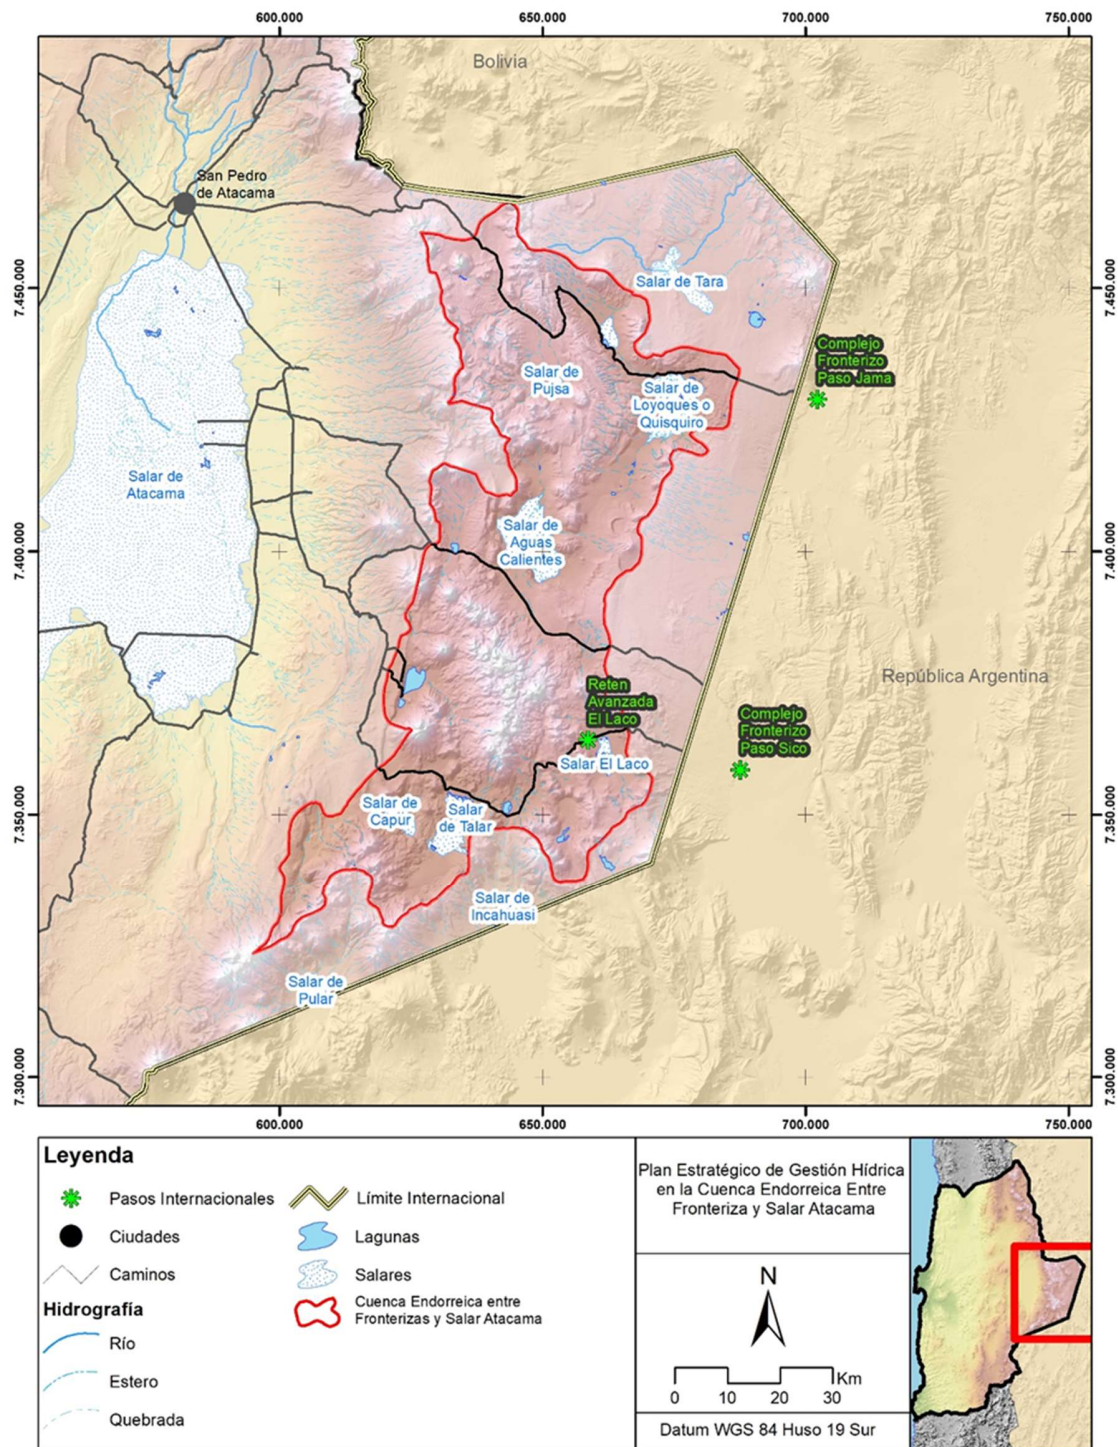 600.000
650.000
700.000
750.000
Bolivia
San Pedro
de Atacama
7.450.000
7.450.000
Salar de Tara
Complejo
Fronterizo
Paso Jama
Salar de
Pujsa
Salar de
Loyoques o
Quisquiro
Salar de
Atacama
Salar de
Aguas
Calientes
7.400.000
7.400.000
República Argentina
Reten
Avanzada
El Laco
Complejo
Fronterizo
Paso Sico
Salar El Laco
Salar de
Capur
Salar
de Talar
7.350.000
7.350.000
Salar de
Incahuasi
Salar de
Pular
7.300.000
7.300.000
600.000
650.000
700.000
750.000
Leyenda
Pasos Internacionales
Ciudades
Caminos
Hidrografía
Río
Estero
Quebrada
Límite Internacional
Lagunas
Salares
Cuenca Endorreica entre
Fronterizas y Salar Atacama
Plan Estratégico de Gestión Hídrica
en la Cuenca Endorreica Entre
Fronteriza y Salar Atacama
N
Km
0 10 20 30
Datum WGS 84 Huso 19 Sur